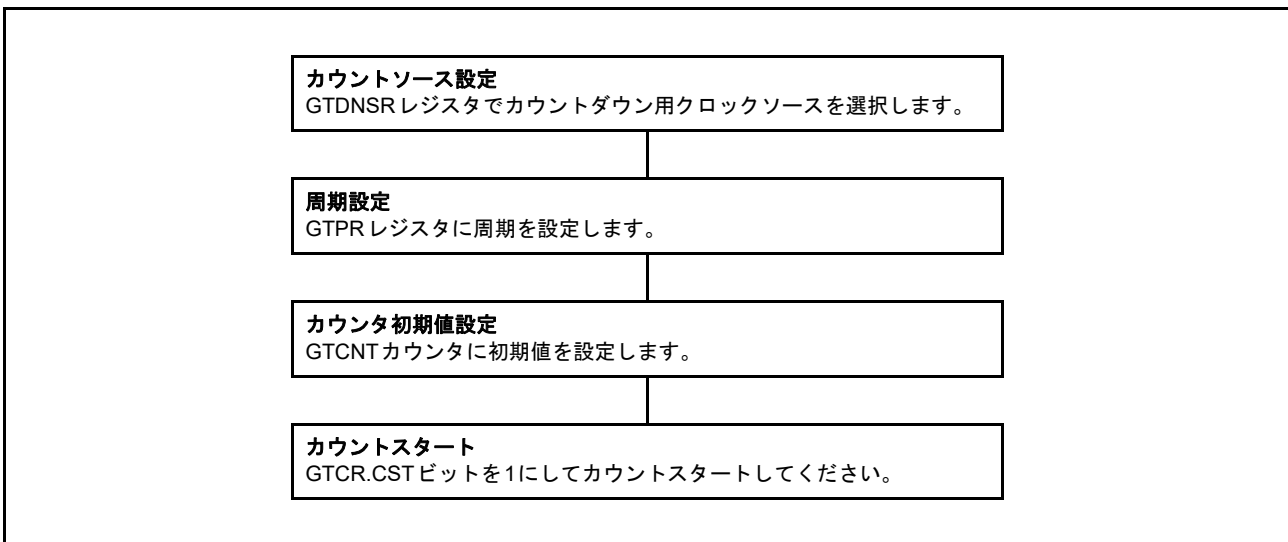 カウントソース設定
GTDNSRレジスタでカウントダウン用クロックソースを選択します。
周期設定
GTPRレジスタに周期を設定します。
カウンタ初期値設定
GTCNTカウンタに初期値を設定します。
カウントスタート
GTCR.CSTビットを1にしてカウントスタートしてください。